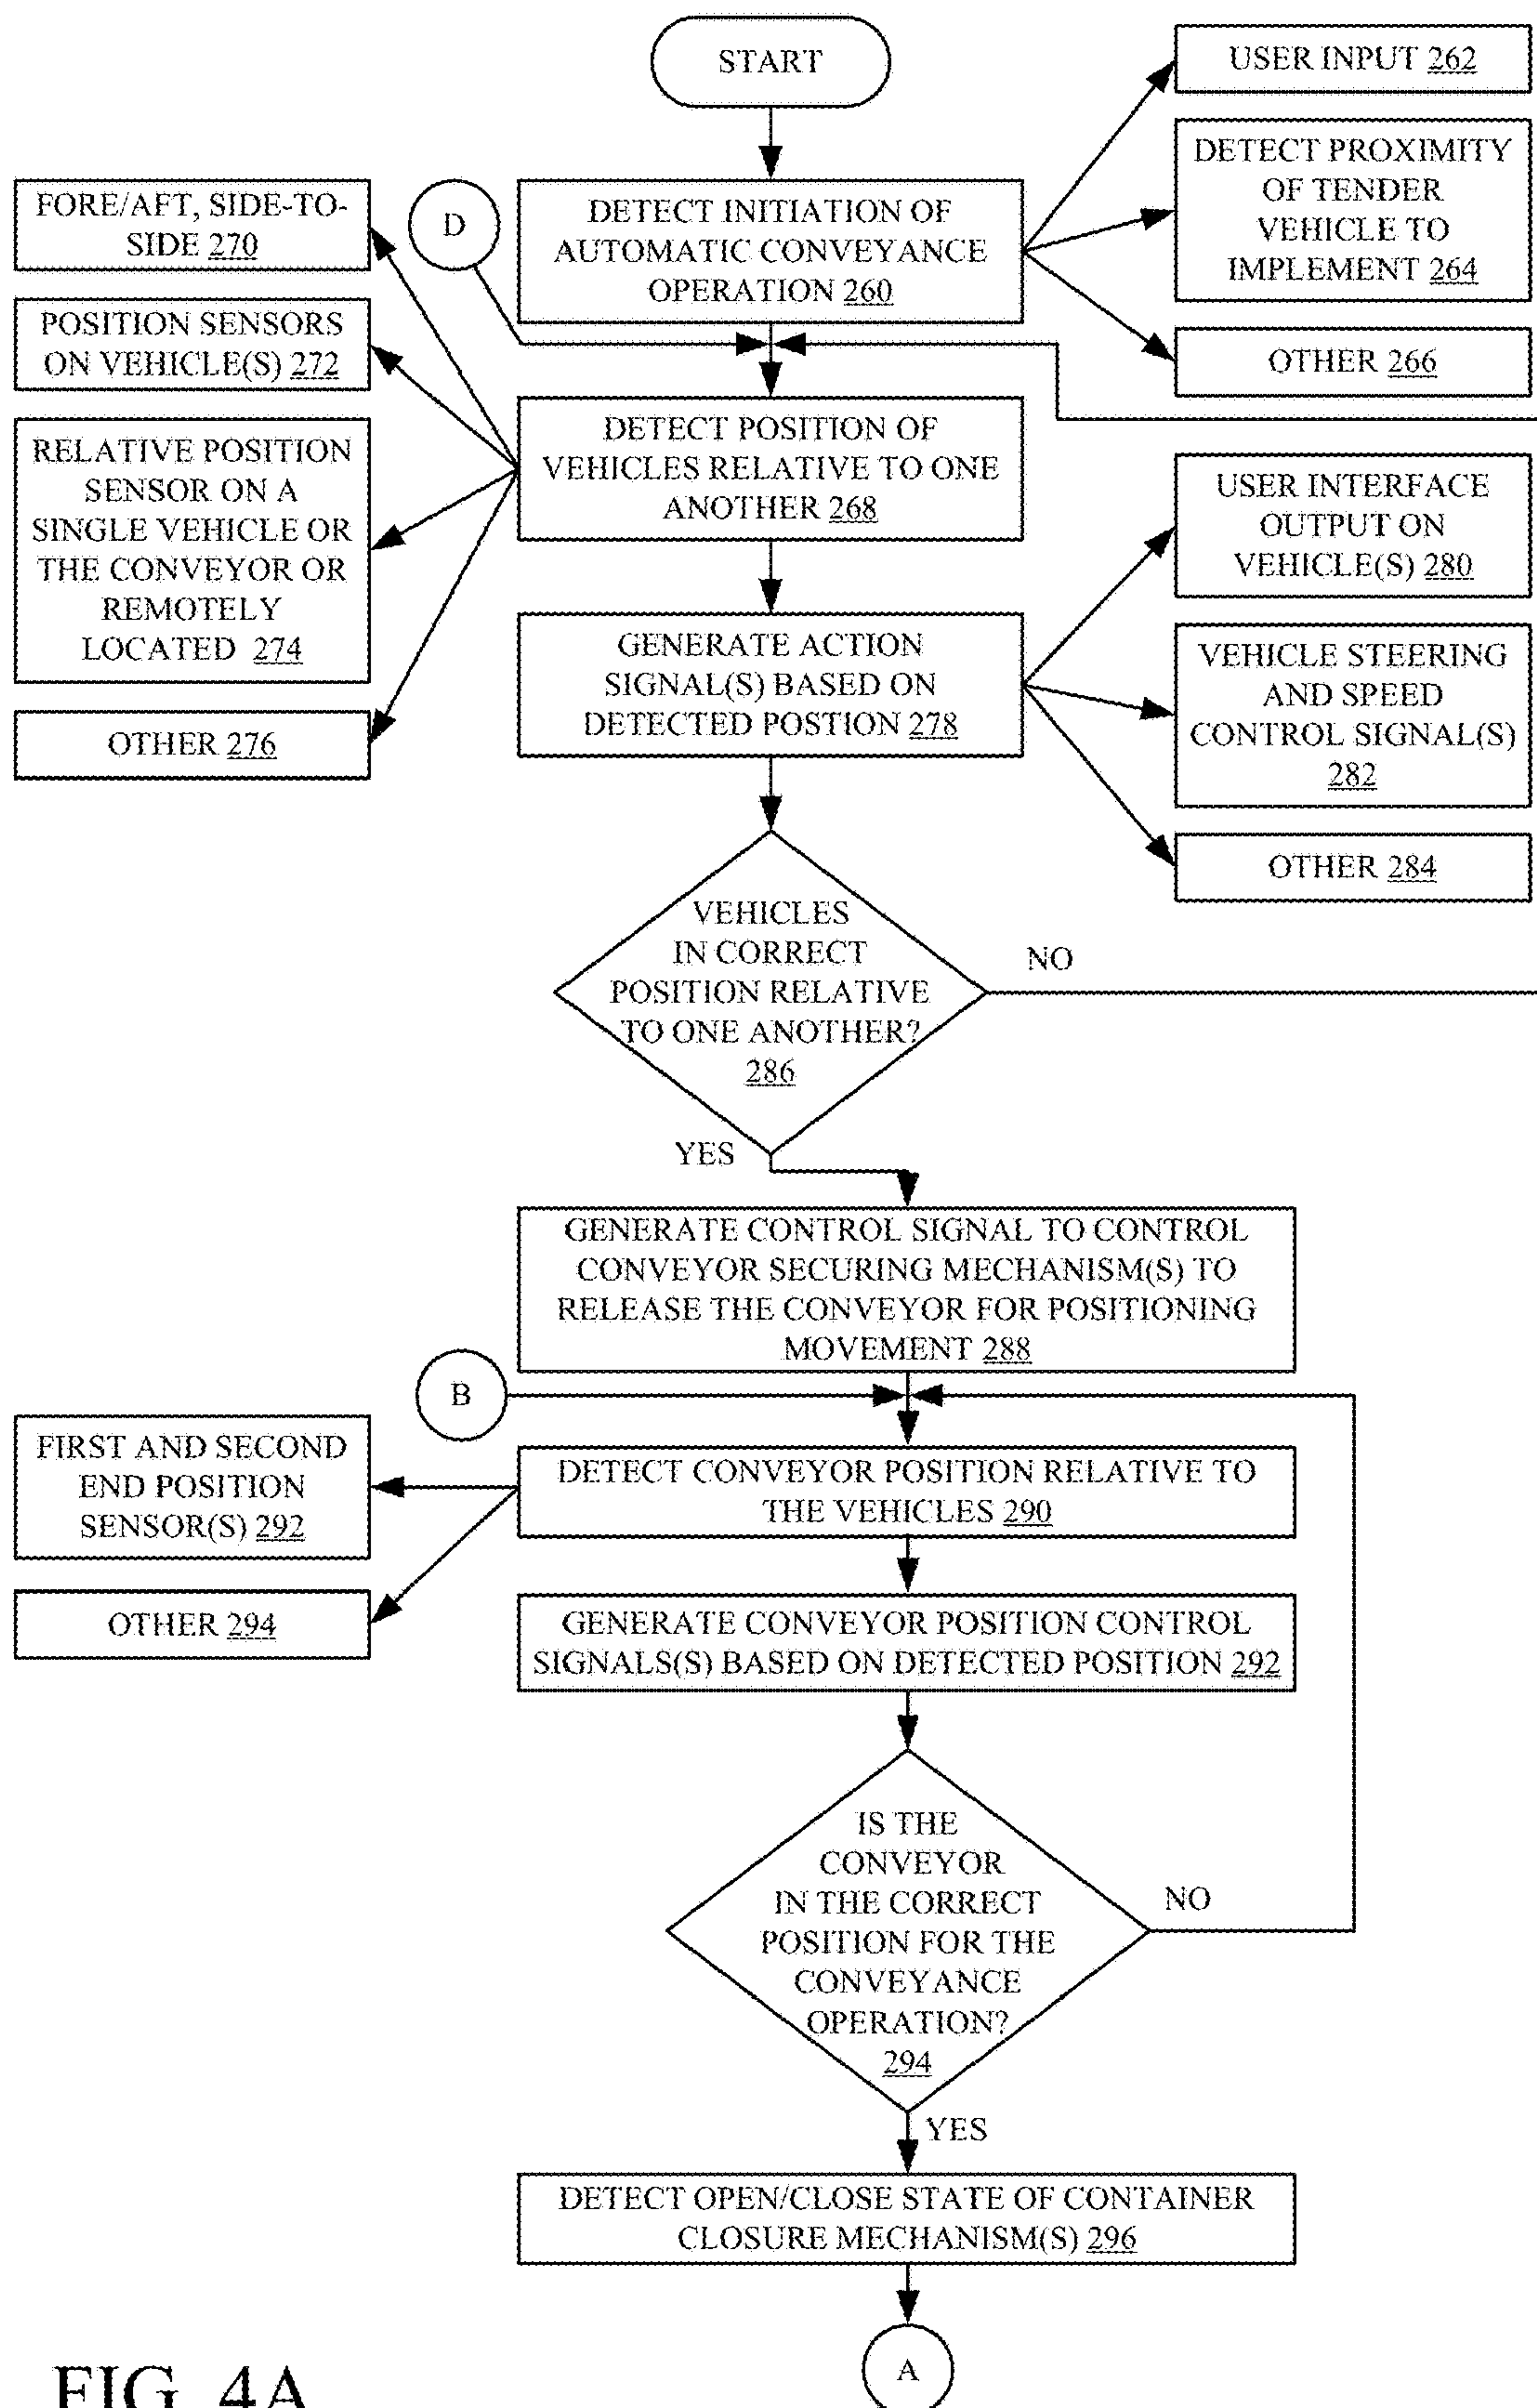 START
USER INPUT 262
DETECT PROXIMITY
OF TENDER
VEHICLE TO
IMPLEMENT 264
OTHER 266
DETECT INITIATION OF
AUTOMATIC CONVEYANCE
OPERATION 260
D
FORE/AFT, SIDE-TO-
SIDE 270
POSITION SENSORS
ON VEHICLE(S) 272
RELATIVE POSITION
SENSOR ON A
SINGLE VEHICLE OR
THE CONVEYOR OR
REMOTELY
LOCATED 274
OTHER 276
DETECT POSITION OF
VEHICLES RELATIVE TO ONE
ANOTHER 268
GENERATE ACTION
SIGNAL(S) BASED ON
DETECTED POSTION 278
USER INTERFACE
OUTPUT ON
VEHICLE(S) 280
VEHICLE STEERING
AND SPEED
CONTROL SIGNAL(S)
282
OTHER 284
VEHICLES
IN CORRECT
POSITION RELATIVE
TO ONE ANOTHER?
286
NO
YES
GENERATE CONTROL SIGNAL TO CONTROL
CONVEYOR SECURING MECHANISM(S) TO
RELEASE THE CONVEYOR FOR POSITIONING
MOVEMENT 288
B
FIRST AND SECOND
END POSITION
SENSOR(S) 292
OTHER 294
DETECT CONVEYOR POSITION RELATIVE TO
THE VEHICLES 290
GENERATE CONVEYOR POSITION CONTROL
SIGNALS(S) BASED ON DETECTED POSITION 292
IS THE
CONVEYOR
IN THE CORRECT
POSITION FOR THE
CONVEYANCE
OPERATION?
294
NO
YES
DETECT OPEN/CLOSE STATE OF CONTAINER
CLOSURE MECHANISM(S) 296
A
FIG. 4A